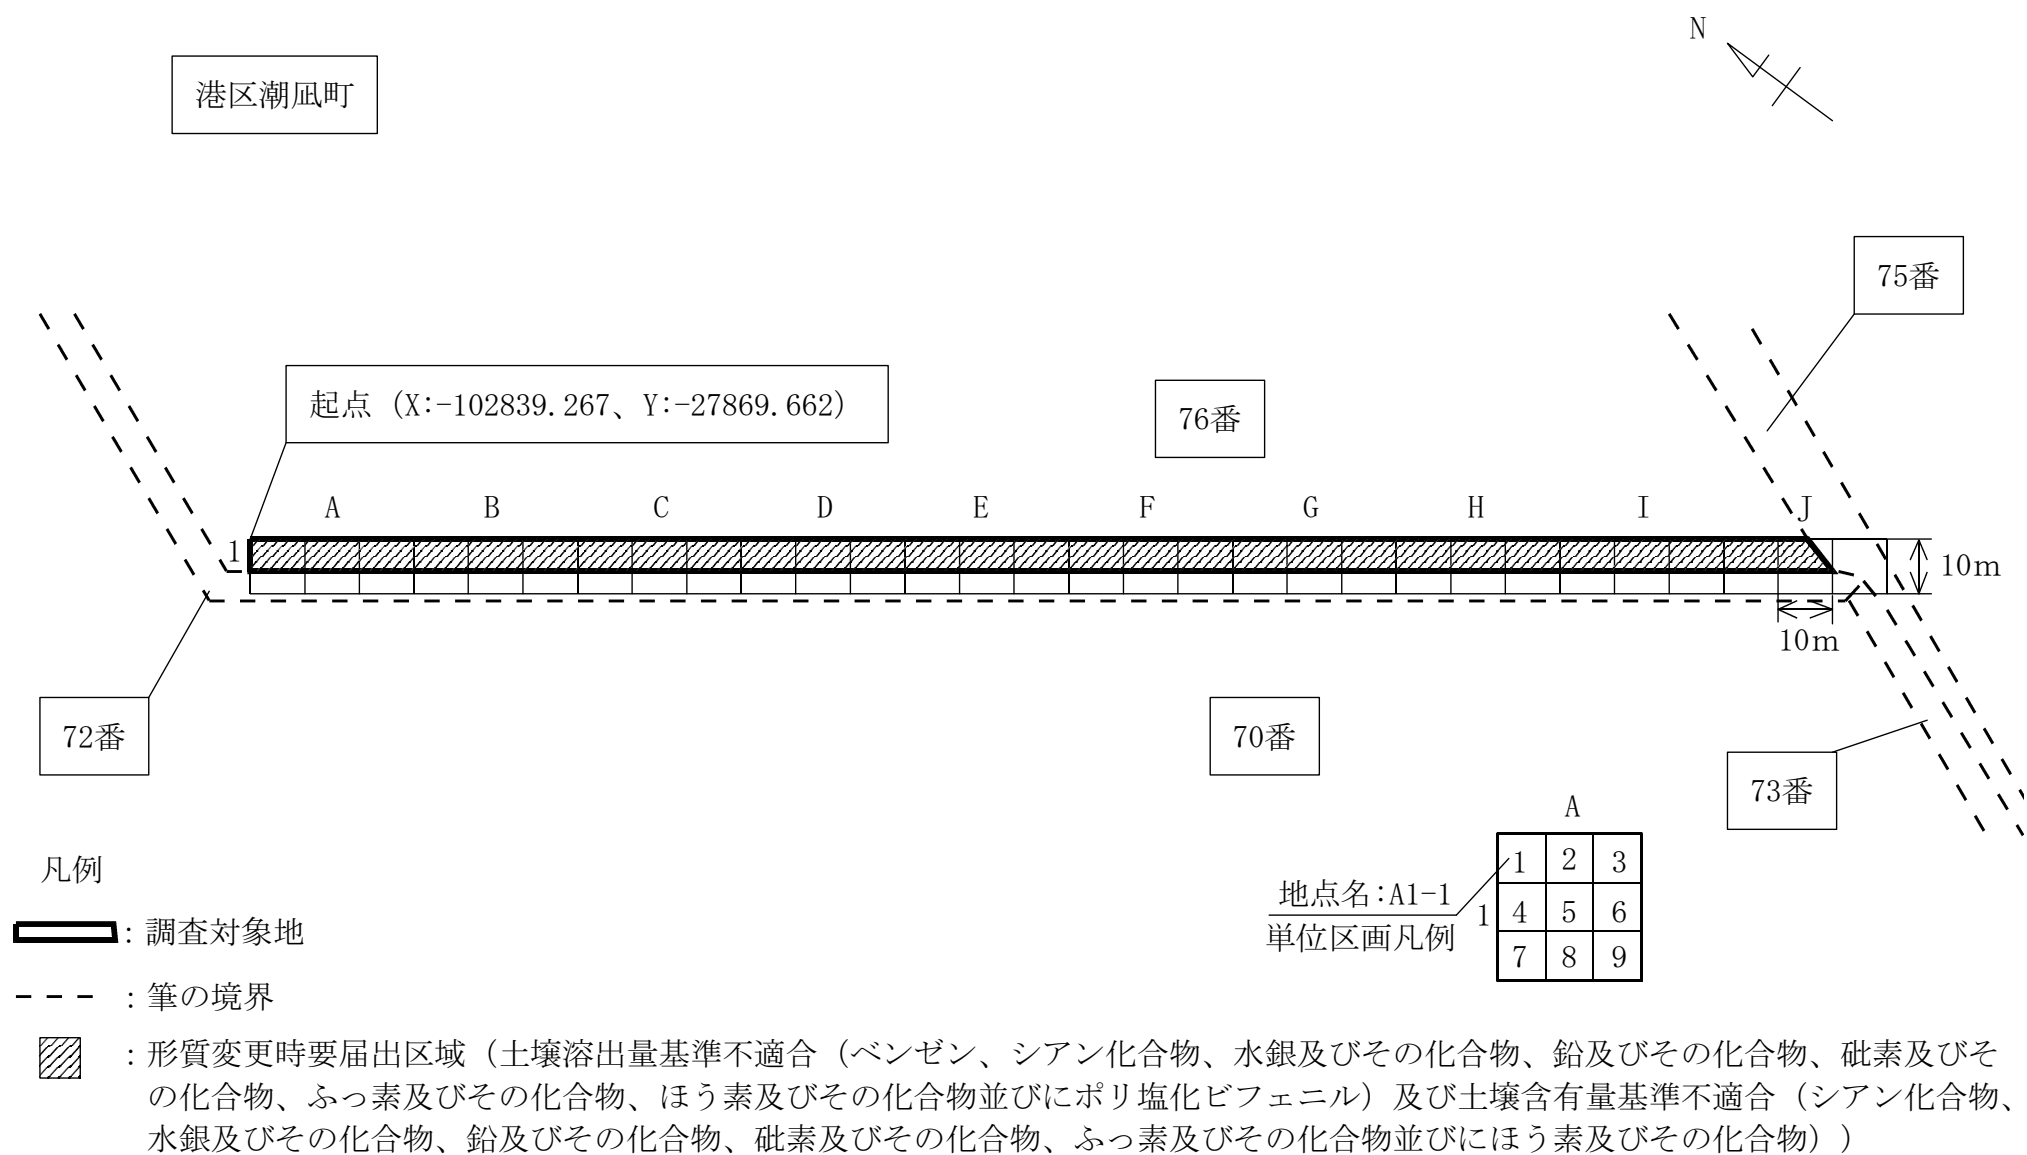 N
港区潮凪町
75番
起点（X:-102839.267、Y:-27869.662）
76番
A B C D E F G H I J
1
10m
10m
72番
70番
73番
A
1 2 3
地点名:A1-1
1 4 5 6
単位区画凡例
7 8 9
凡例
：調査対象地
：筆の境界
：形質変更時要届出区域（土壌溶出量基準不適合（ベンゼン、シアン化合物、水銀及びその化合物、鉛及びその化合物、砒素及びそ
の化合物、ふっ素及びその化合物、ほう素及びその化合物並びにポリ塩化ビフェニル）及び土壌含有量基準不適合（シアン化合物、
水銀及びその化合物、鉛及びその化合物、砒素及びその化合物、ふっ素及びその化合物並びにほう素及びその化合物））